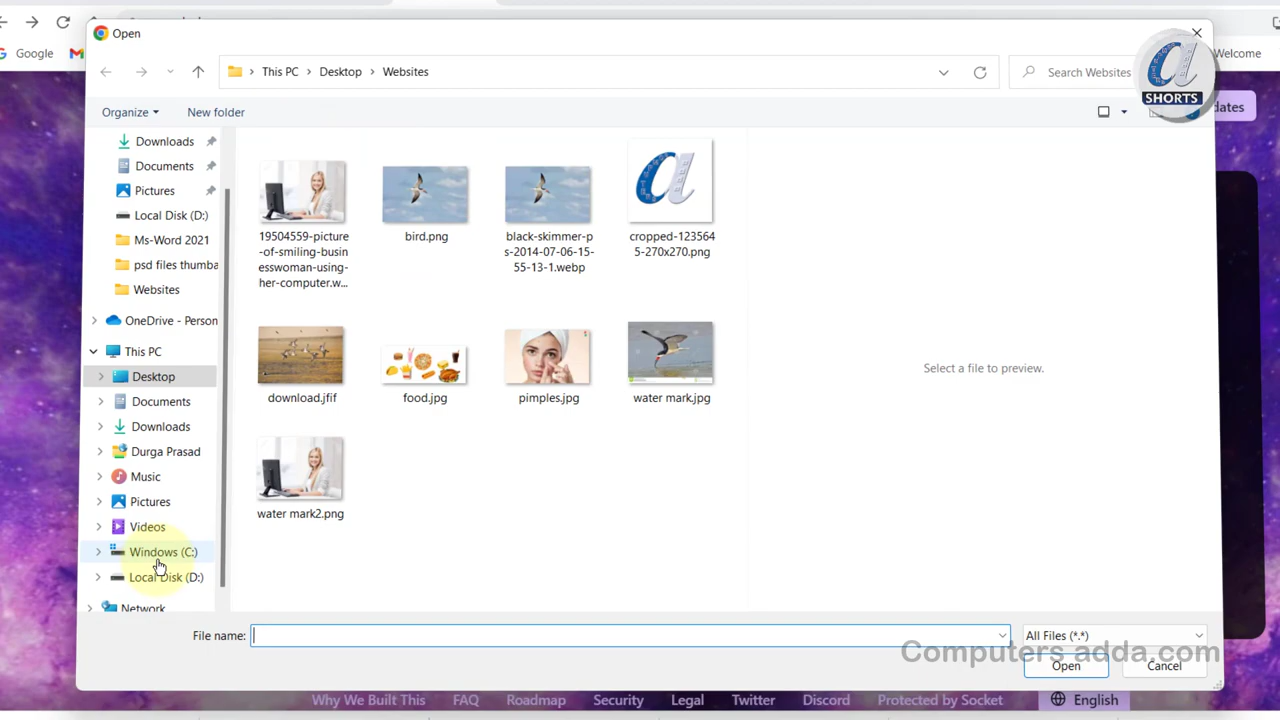 Open
Google
Welcome
This PC
Desktop
Websites
Search Websites
SHORTS
dates
Organize
New folder
Downloads
Documents
Pictures
Local Disk (D:)
Ms-Word 2021
psd files thumba
Websites
OneDrive - Person
This PC
Desktop
Documents
Downloads
Durga Prasad
Music
Pictures
Videos
Windows (C:)
Local Disk (D:)
Network
19504559-picture
-of-smiling-busin
esswoman-using-
her-computer.w...
bird.png
black-skimmer-p
s-2014-07-06-15-
55-13-1.webp
cropped-123564
5-270x270.png
download.jfif
food.jpg
pimples.jpg
water mark.jpg
water mark2.png
Select a file to preview.
File name:
All Files (*.*)
Computers adda.com
Open
Cancel
Why We Built This
FAQ
Roadmap
Security
Legal
Twitter
Discord
Protected by Socket
English